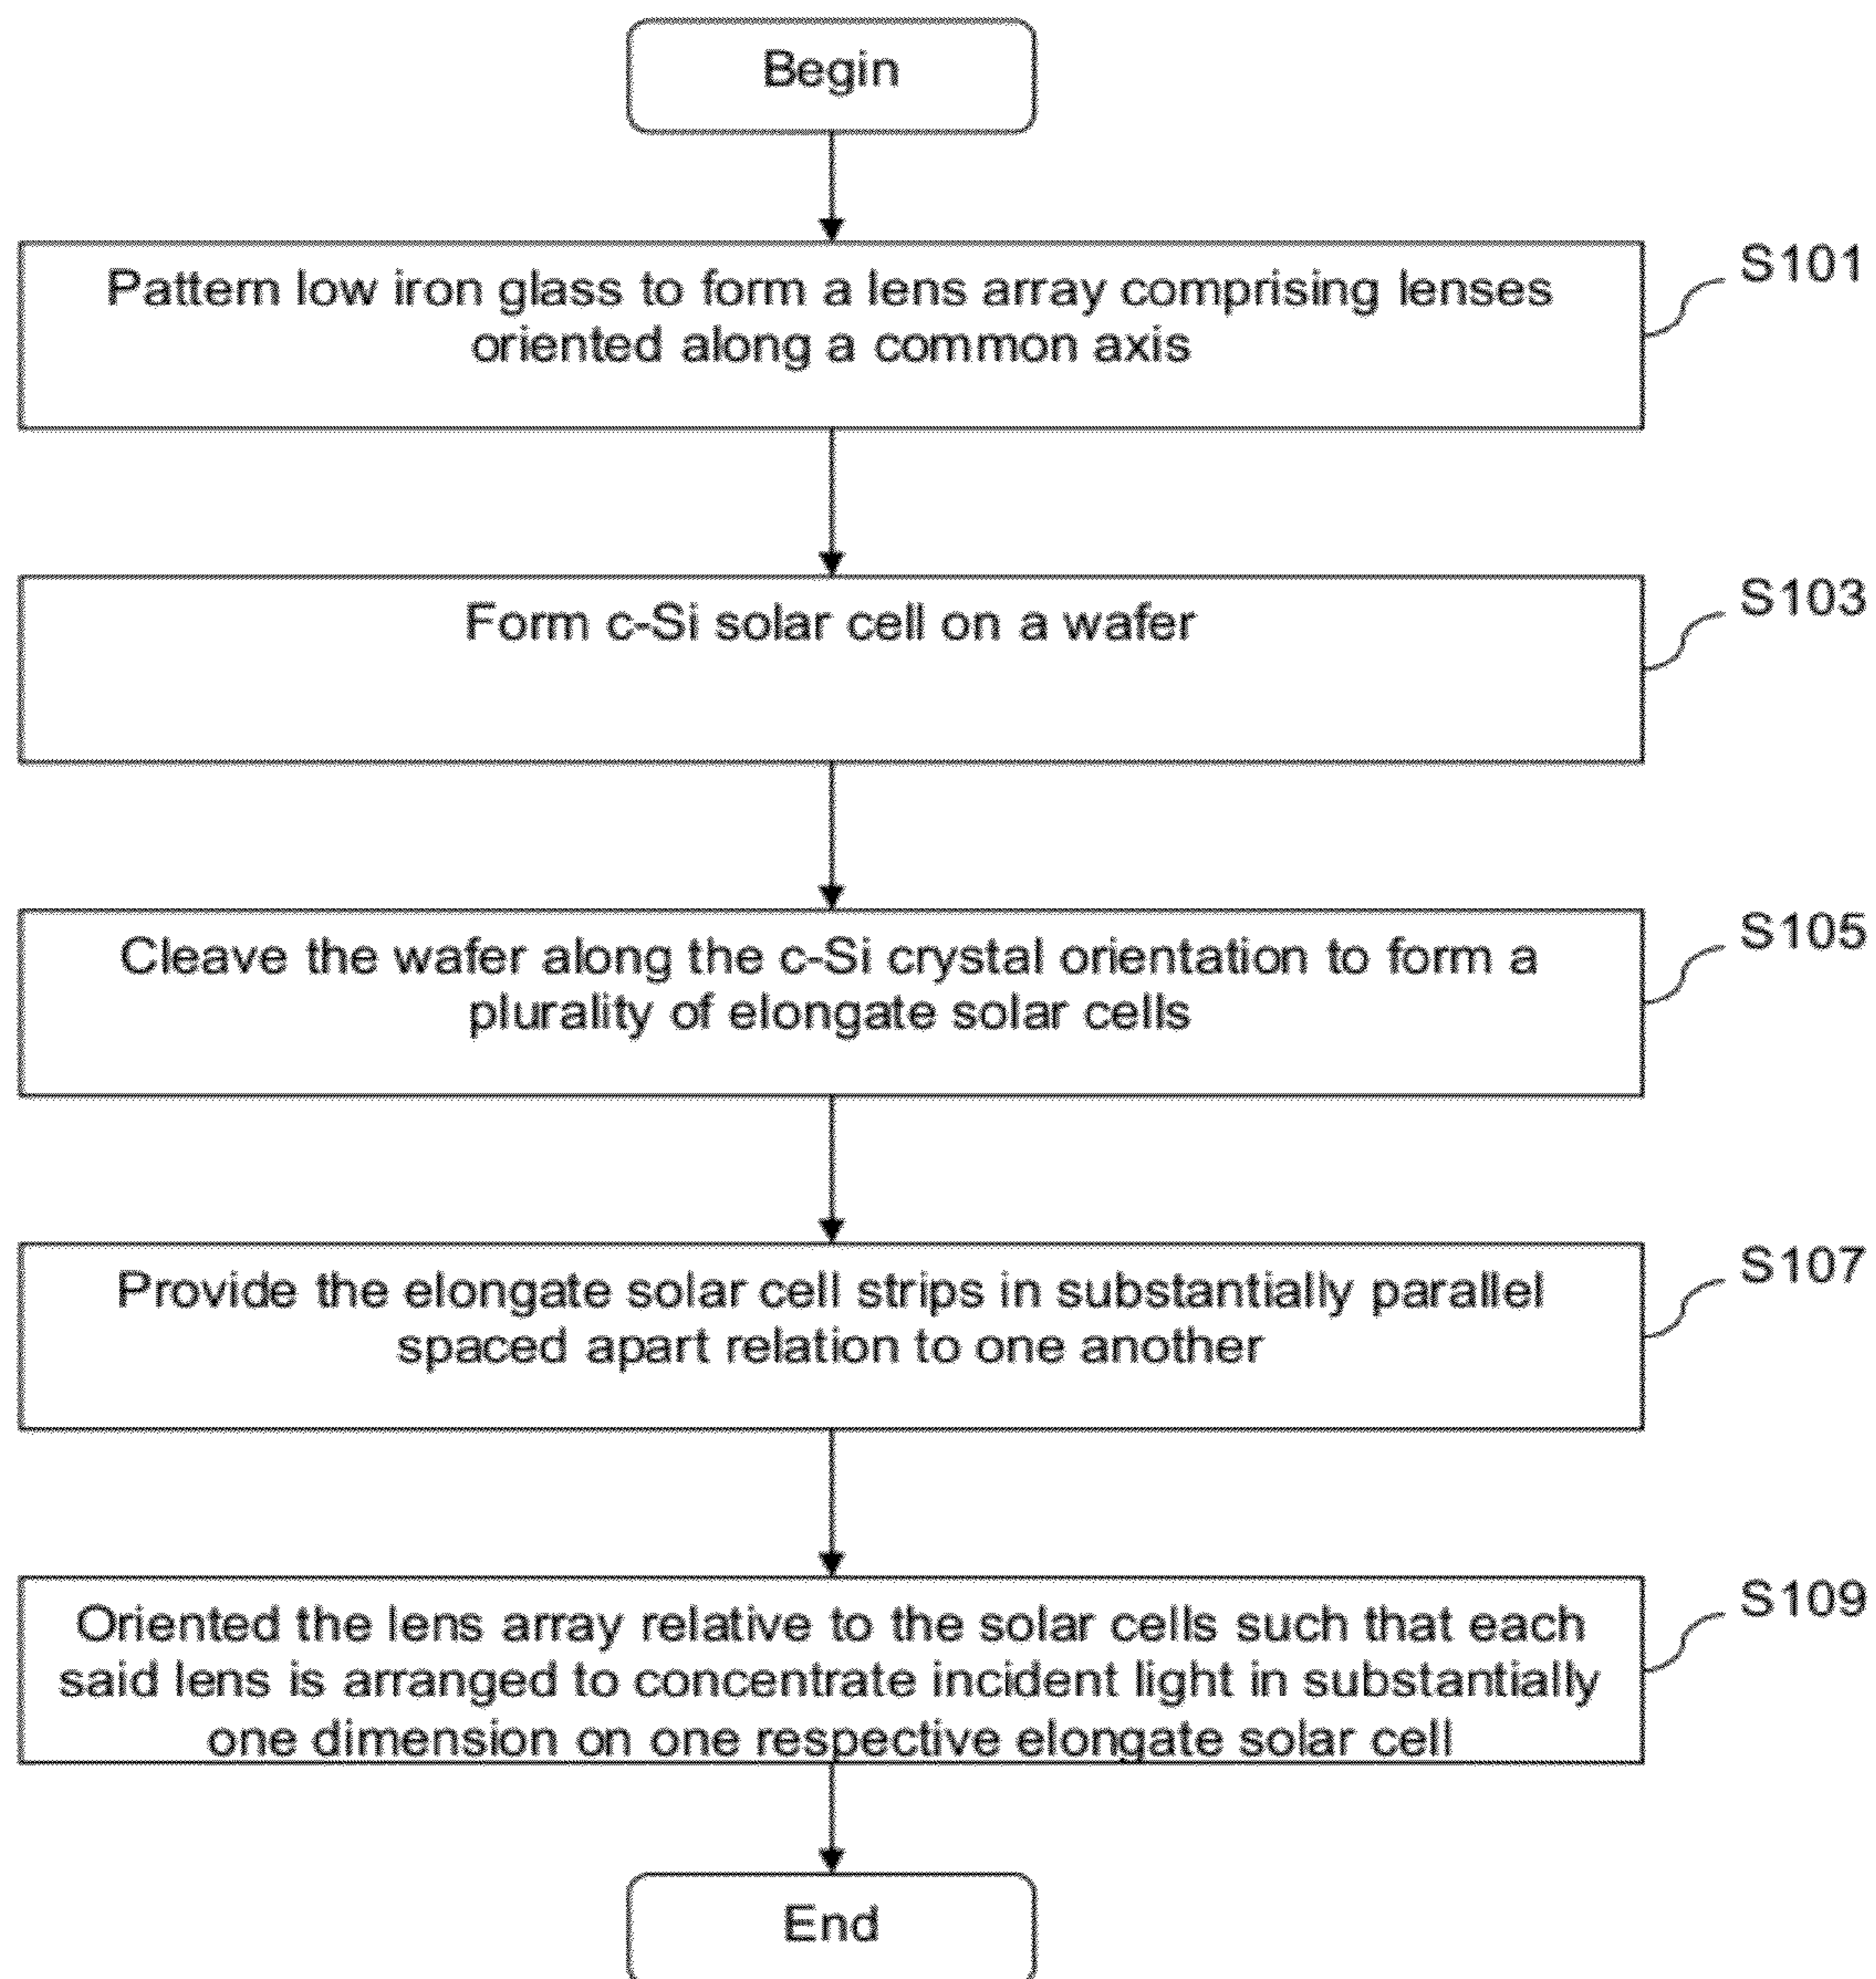 Begin
Pattern low iron glass to form a lens array comprising lenses
oriented along a common axis
S101
Form c-Si solar cell on a wafer
S103
Cleave the wafer along the c-Si crystal orientation to form a
plurality of elongate solar cells
S105
Provide the elongate solar cell strips in substantially parallel
spaced apart relation to one another
S107
Oriented the lens array relative to the solar cells such that each
said lens is arranged to concentrate incident light in substantially
one dimension on one respective elongate solar cell
S109
End